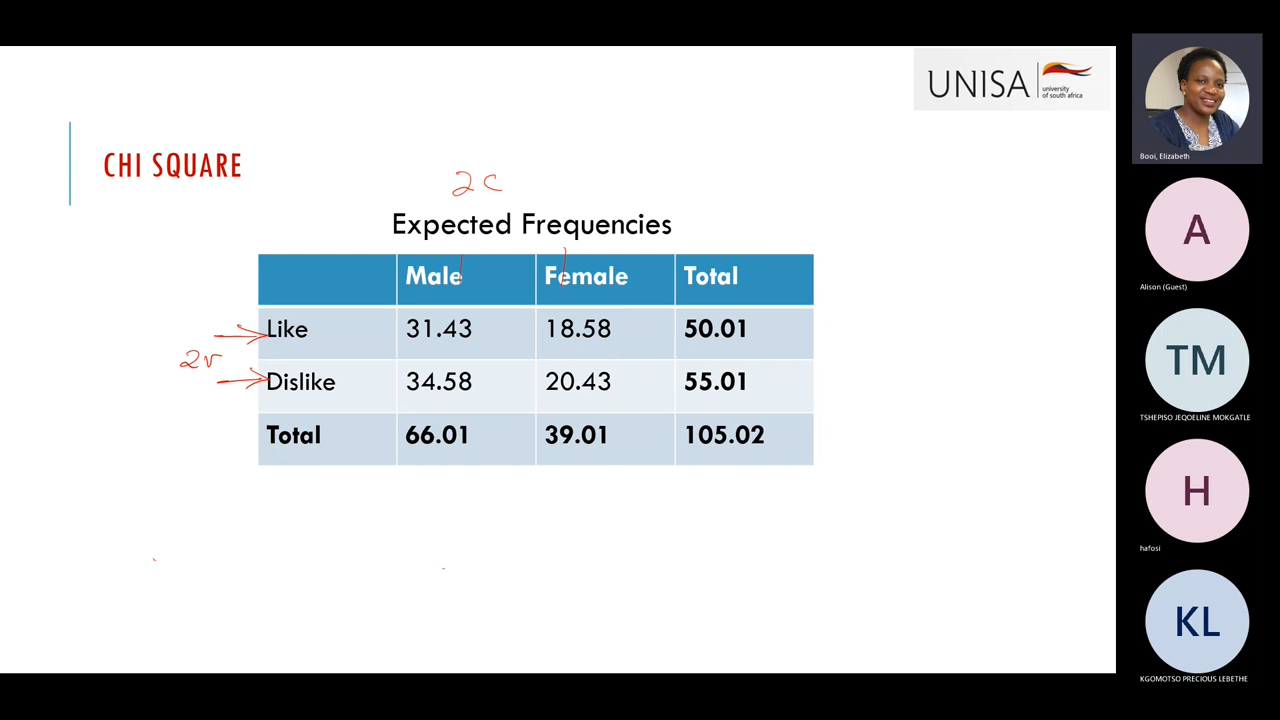 UNISA
university
of south africa
CHI SQUARE
2 C
Expected Frequencies
Male Female Total
Like 31.43 18.58 50.01
2r
Dislike 34.58 20.43 55.01
Total 66.01 39.01 105.02
Booi, Elizabeth
A
Alison (Guest)
TM
TSHEPISO JEQOELINE MOKGATLE
H
hafosi
KL
KGOMOTSO PRECIOUS LEBETHE